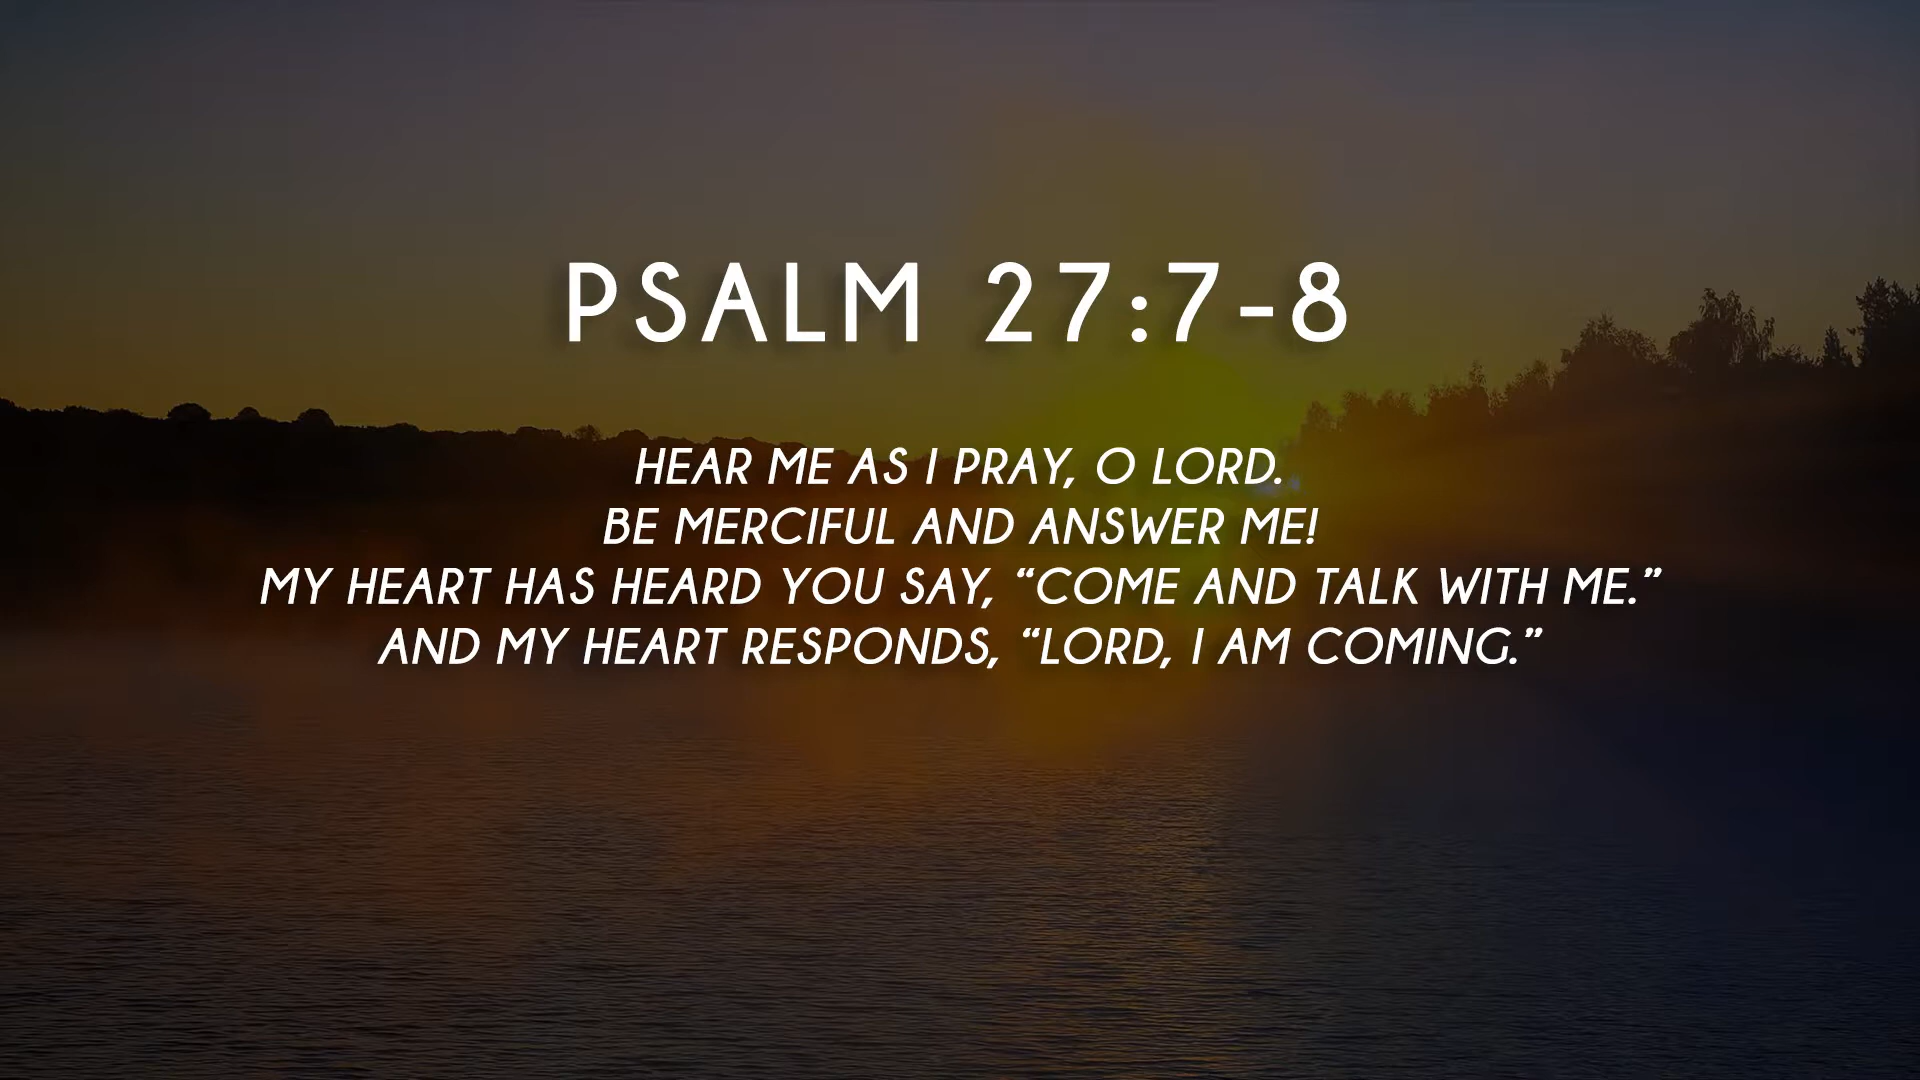 PSALM 27:7-8
HEAR ME AS I PRAY, O LORD.
BE MERCIFUL AND ANSWER ME!
MY HEART HAS HEARD YOU SAY, “COME AND TALK WITH ME.”
AND MY HEART RESPONDS, “LORD, I AM COMING.”